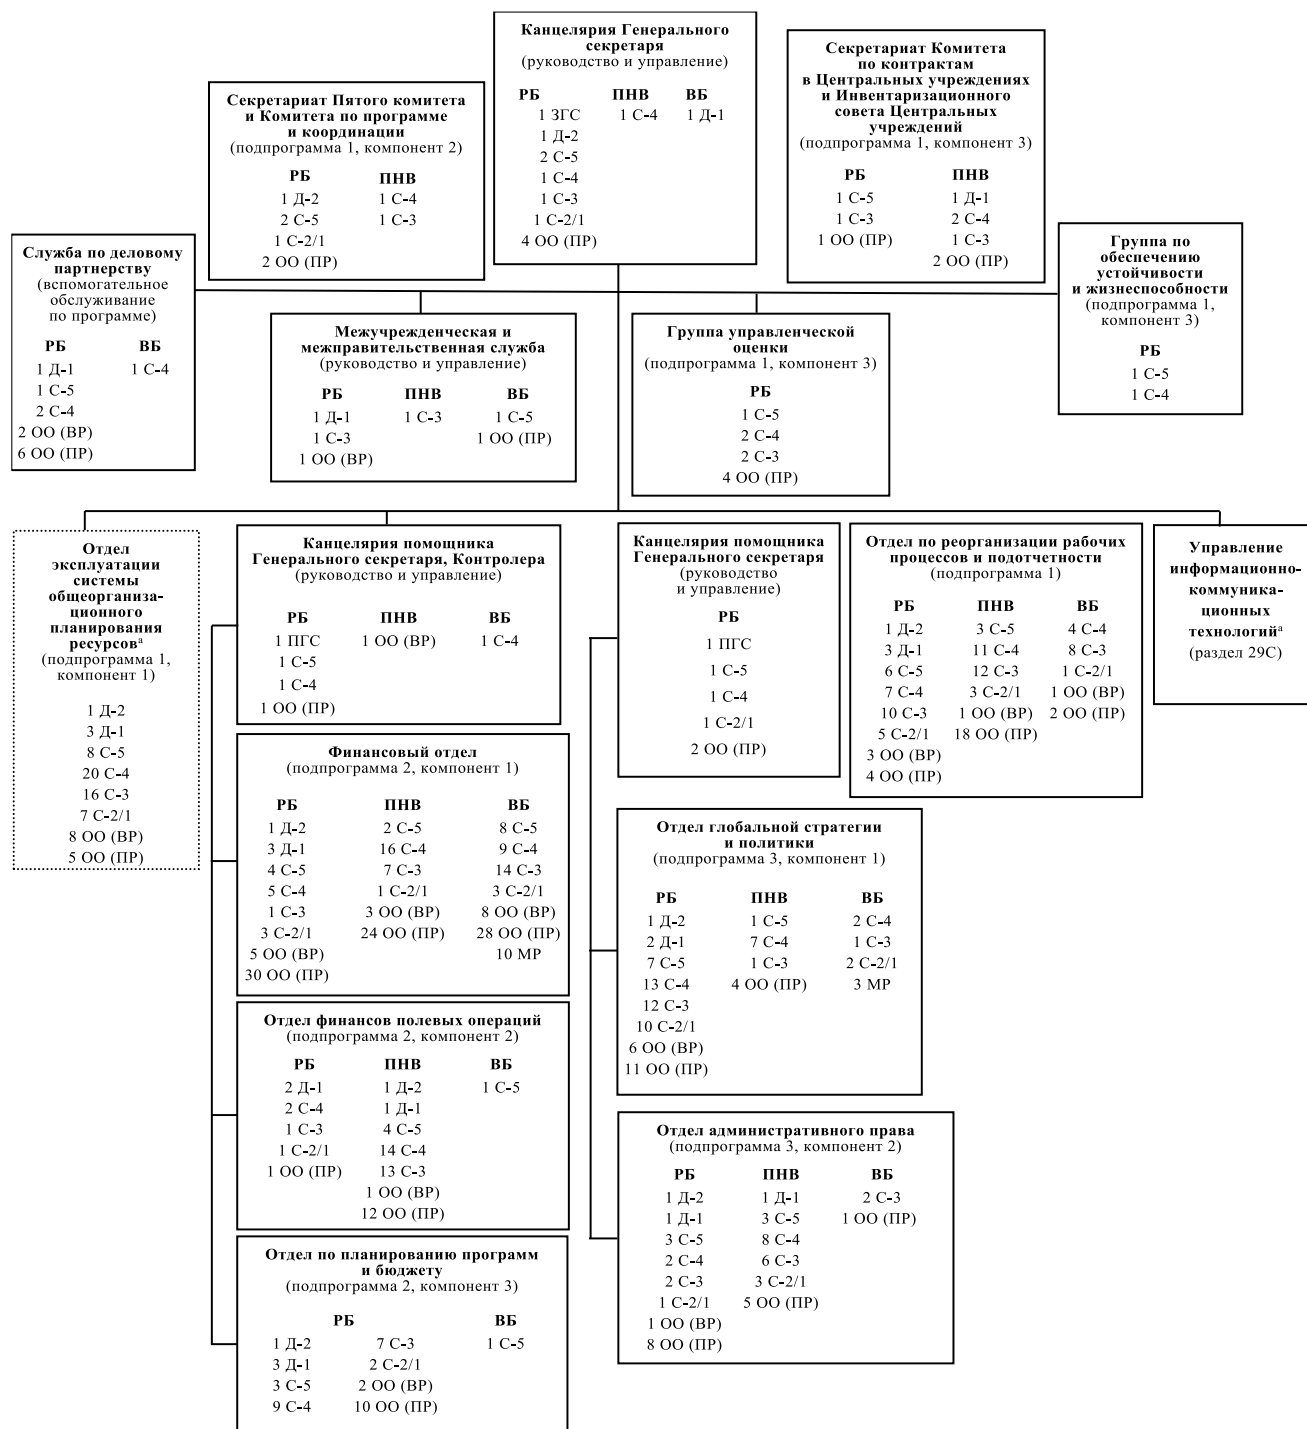 Канцелярия Генерального
секретаря
(руководство и управление)
РБ ПНВ ВБ
1 ЗГС 1 С-4 1 Д-1
1 Д-2
2 С-5
1 С-4
1 С-3
1 С-2/1
4 ОО (ПР)
Секретариат Пятого комитета
и Комитета по программе
и координации
(подпрограмма 1, компонент 2)
РБ ПНВ
1 Д-2 1 С-4
2 С-5 1 С-3
1 С-2/1
2 ОО (ПР)
Секретариат Комитета
по контрактам
в Центральных учреждениях
и Инвентаризационного
совета Центральных
учреждений
(подпрограмма 1, компонент 3)
РБ ПНВ
1 С-5 1 Д-1
1 С-3 2 С-4
1 ОО (ПР) 1 С-3
2 ОО (ПР)
Служба по деловому
партнерству
(вспомогательное
обслуживание
по программе)
РБ ВБ
1 Д-1 1 С-4
1 С-5
2 С-4
2 ОО (ВР)
6 ОО (ПР)
Группа по
обеспечению
устойчивости
и жизнеспособности
(подпрограмма 1,
компонент 3)
РБ
1 С-5
1 С-4
Межучрежденческая и
межправительственная служба
(руководство и управление)
РБ ПНВ ВБ
1 Д-1 1 С-3 1 С-5
1 С-3 1 ОО (ПР)
1 ОО (ВР)
Группа управленческой
оценки
(подпрограмма 1, компонент 3)
РБ
1 С-5
2 С-4
2 С-3
4 ОО (ПР)
Отдел
эксплуатации
системы
общеорганиза-
ционного
планирования
ресурсовᵃ
(подпрограмма 1,
компонент 1)
1 Д-2
3 Д-1
8 С-5
20 С-4
16 С-3
7 С-2/1
8 ОО (ВР)
5 ОО (ПР)
Канцелярия помощника
Генерального секретаря, Контролера
(руководство и управление)
РБ ПНВ ВБ
1 ПГС 1 ОО (ВР) 1 С-4
1 С-5
1 С-4
1 ОО (ПР)
Канцелярия помощника
Генерального секретаря
(руководство
и управление)
РБ
1 ПГС
1 С-5
1 С-4
1 С-2/1
2 ОО (ПР)
Отдел по реорганизации рабочих
процессов и подотчетности
(подпрограмма 1)
РБ ПНВ ВБ
1 Д-2 3 С-5 4 С-4
3 Д-1 11 С-4 8 С-3
6 С-5 12 С-3 1 С-2/1
7 С-4 3 С-2/1 1 ОО (ВР)
10 С-3 1 ОО (ВР) 2 ОО (ПР)
5 С-2/1 18 ОО (ПР)
3 ОО (ВР)
4 ОО (ПР)
Управление
информационно-
коммуника-
ционных
технологийᵃ
(раздел 29С)
Финансовый отдел
(подпрограмма 2, компонент 1)
РБ ПНВ ВБ
1 Д-2 2 С-5 8 С-5
3 Д-1 16 С-4 9 С-4
4 С-5 7 С-3 14 С-3
5 С-4 1 С-2/1 3 С-2/1
1 С-3 3 ОО (ВР) 8 ОО (ВР)
3 С-2/1 24 ОО (ПР) 28 ОО (ПР)
5 ОО (ВР) 10 МР
30 ОО (ПР)
Отдел глобальной стратегии
и политики
(подпрограмма 3, компонент 1)
РБ ПНВ ВБ
1 Д-2 1 С-5 2 С-4
2 Д-1 7 С-4 1 С-3
7 С-5 1 С-3 2 С-2/1
13 С-4 4 ОО (ПР) 3 МР
12 С-3
10 С-2/1
6 ОО (ВР)
11 ОО (ПР)
Отдел финансов полевых операций
(подпрограмма 2, компонент 2)
РБ ПНВ ВБ
2 Д-1 1 Д-2 1 С-5
2 С-4 1 Д-1
1 С-3 4 С-5
1 С-2/1 14 С-4
1 ОО (ПР) 13 С-3
1 ОО (ВР)
12 ОО (ПР)
Отдел административного права
(подпрограмма 3, компонент 2)
РБ ПНВ ВБ
1 Д-2 1 Д-1 2 С-3
1 Д-1 3 С-5 1 ОО (ПР)
3 С-5 8 С-4
2 С-4 6 С-3
2 С-3 3 С-2/1
1 С-2/1 5 ОО (ПР)
1 ОО (ВР)
8 ОО (ПР)
Отдел по планированию программ
и бюджету
(подпрограмма 2, компонент 3)
РБ ВБ
1 Д-2 7 С-3 1 С-5
3 Д-1 2 С-2/1
3 С-5 2 ОО (ВР)
9 С-4 10 ОО (ПР)